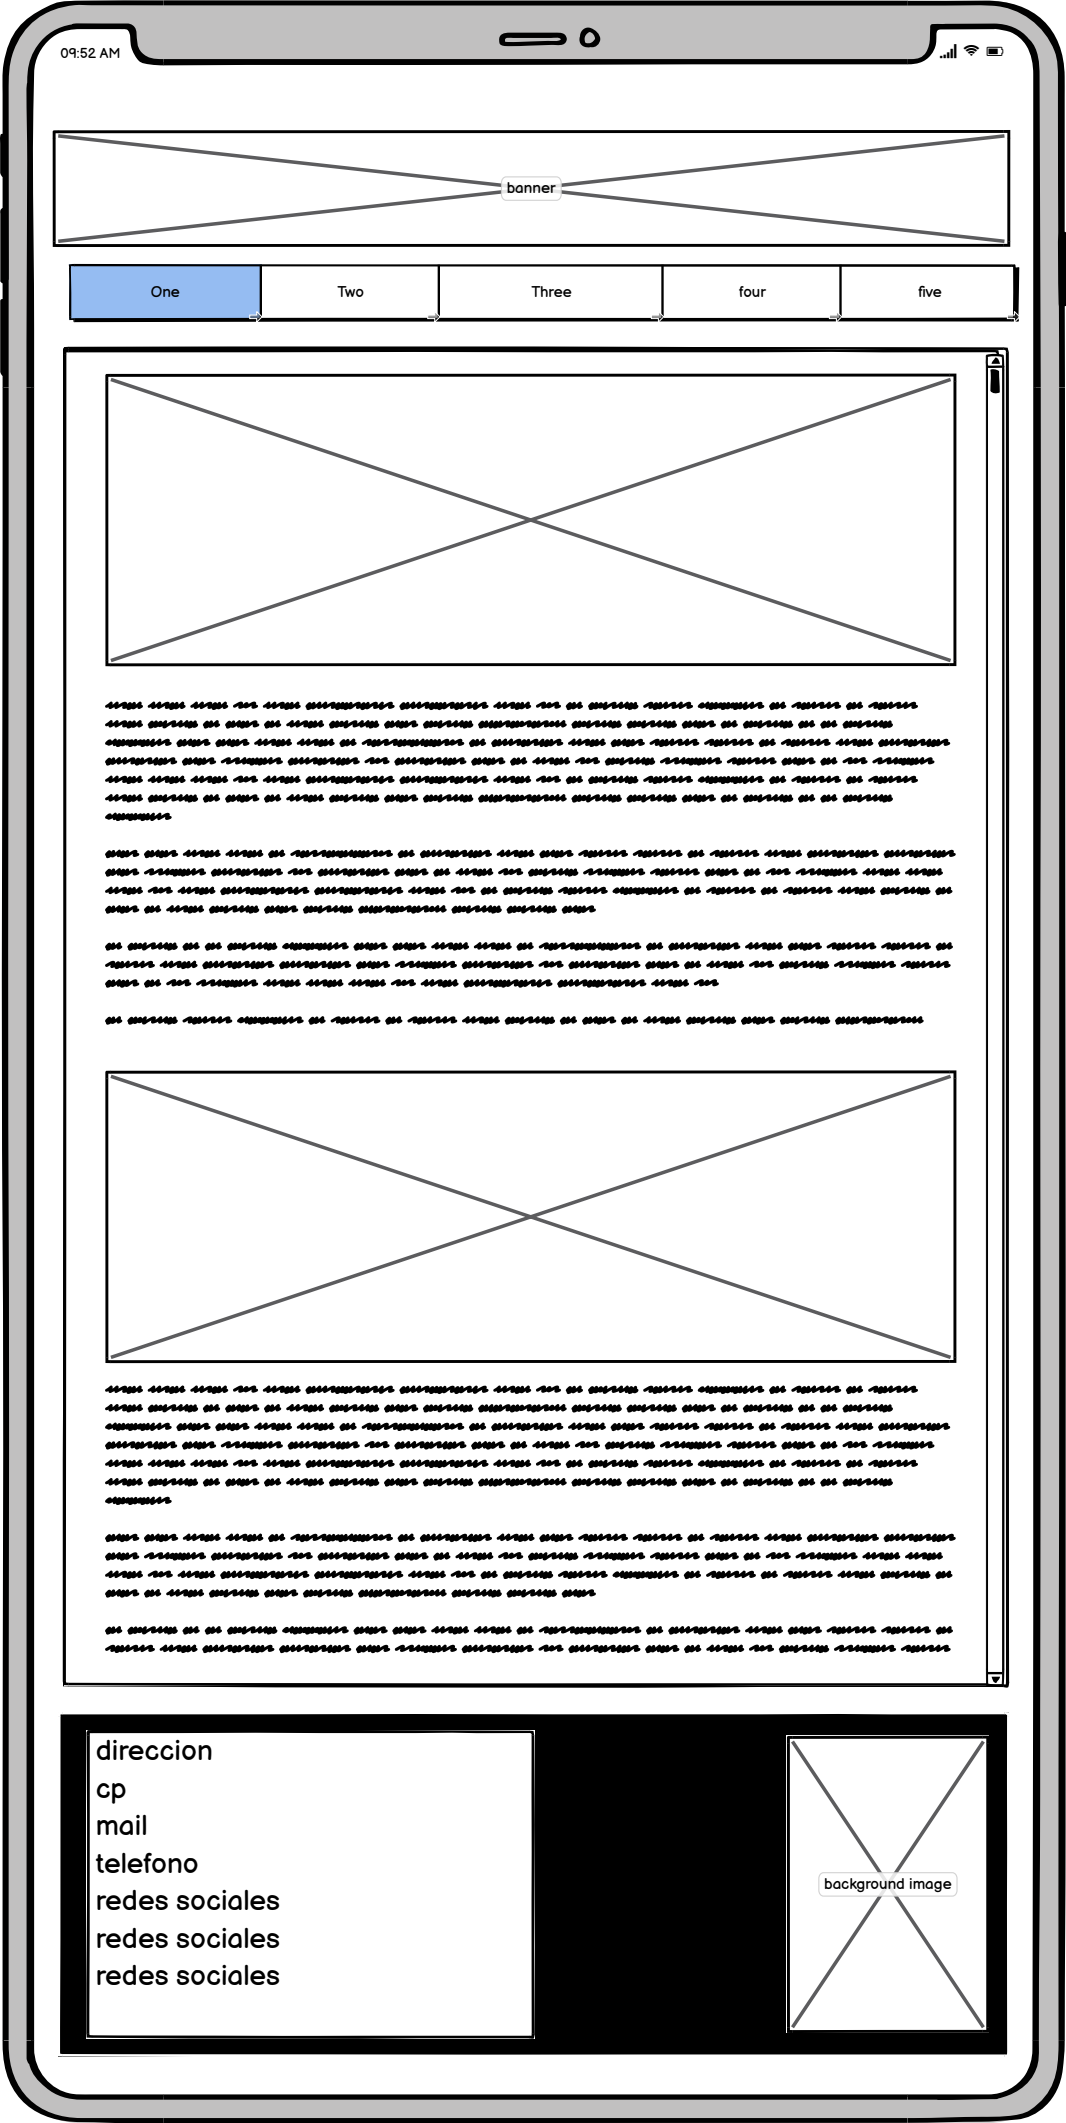 09:52 AM
banner
One Two Three four five
direccion
cp
mail
telefono
redes sociales
redes sociales
redes sociales
background image